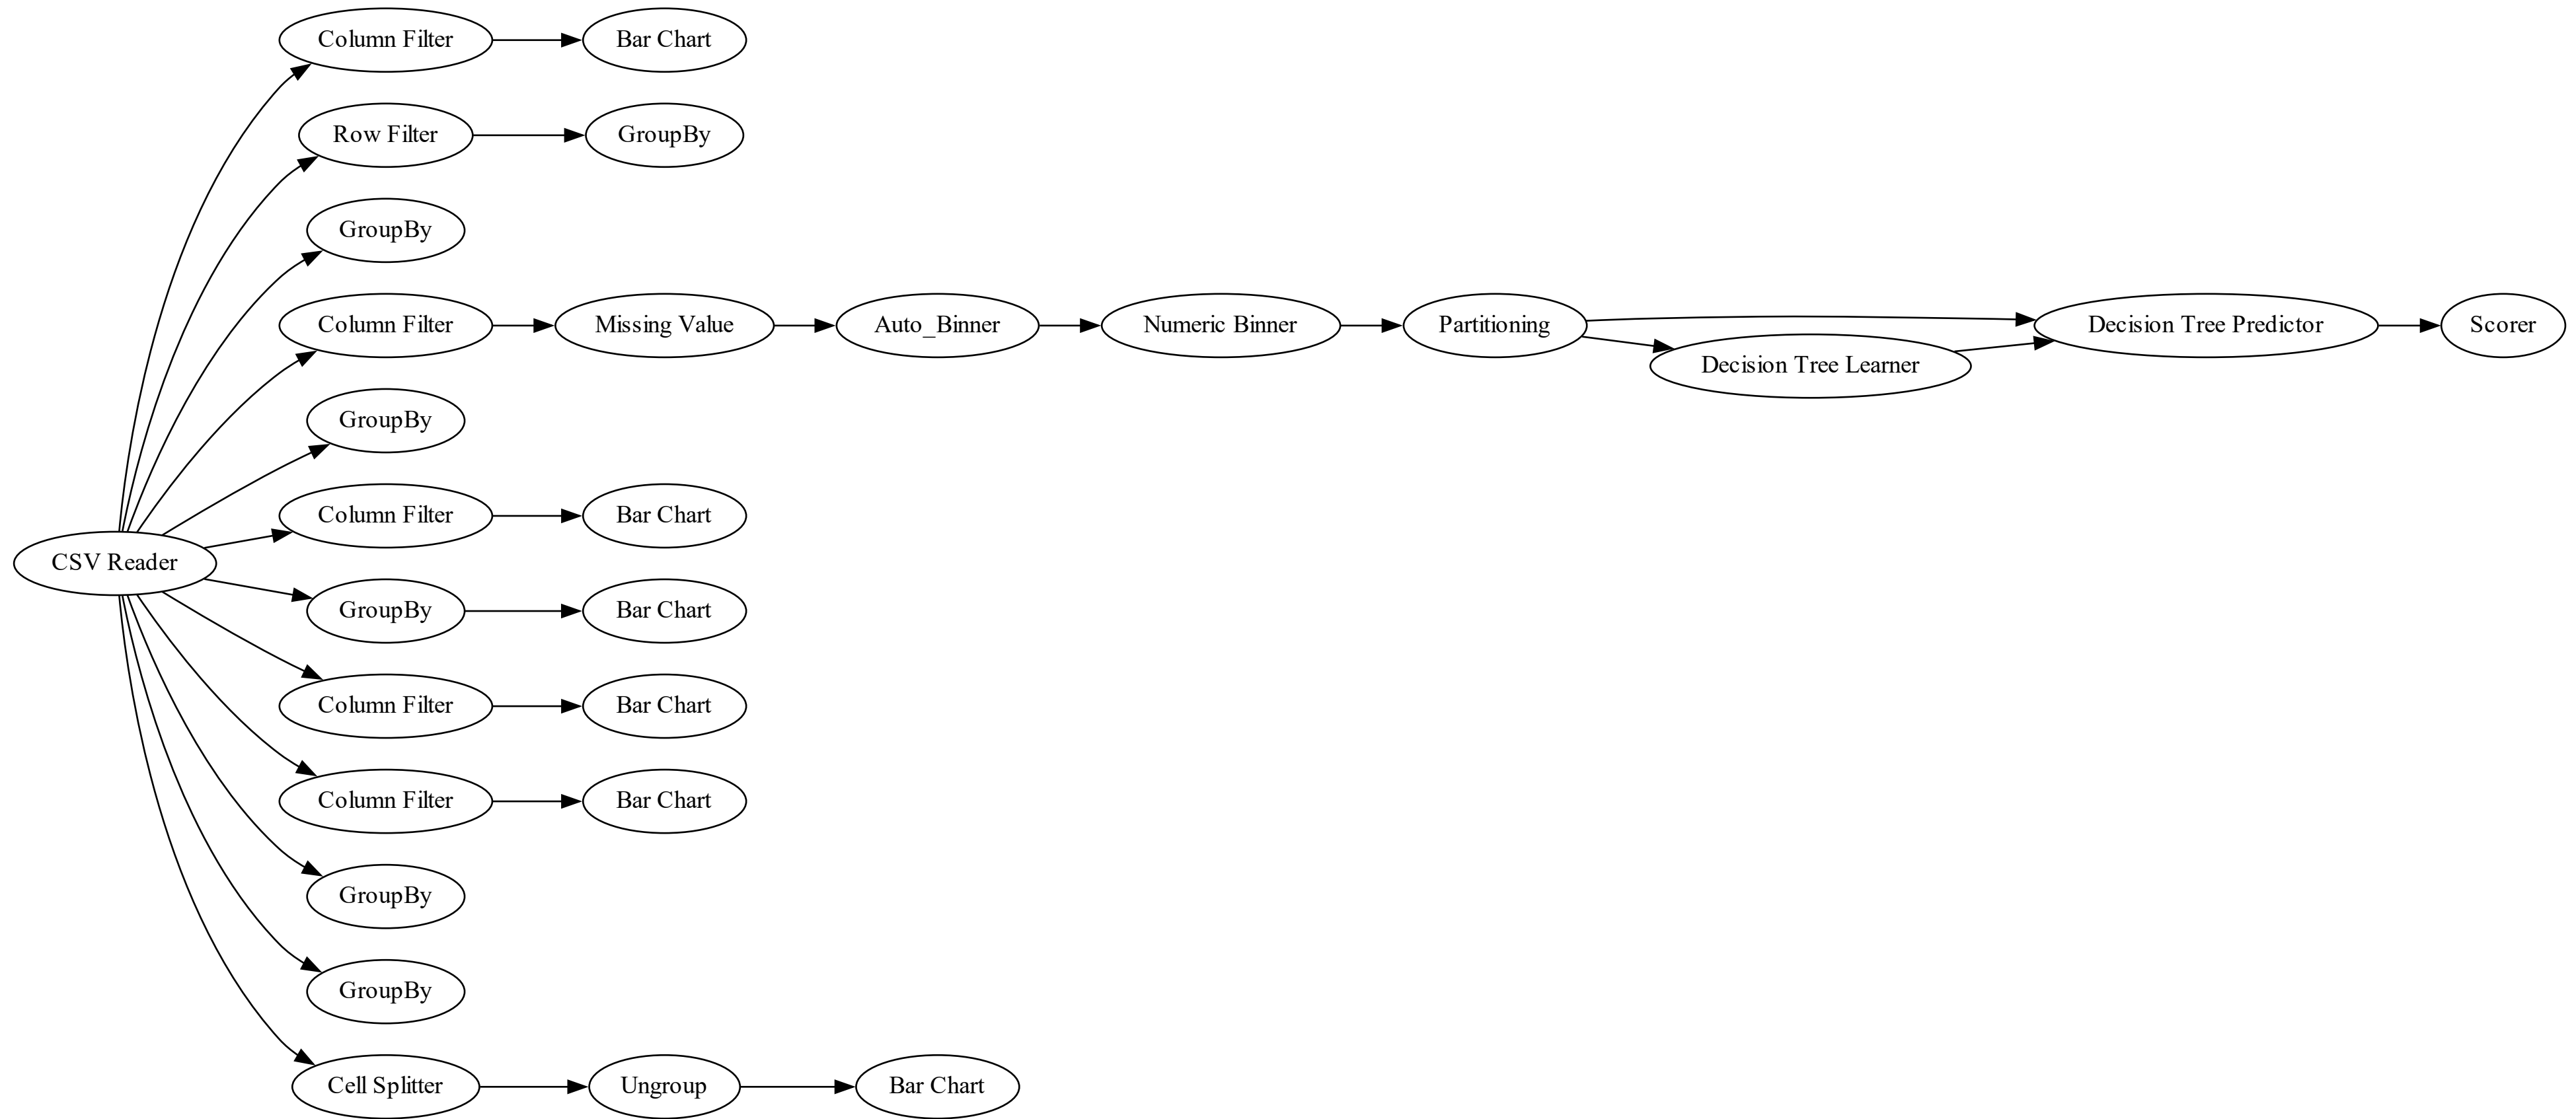 Column Filter
Bar Chart
Row Filter
GroupBy
GroupBy
Column Filter
Missing Value
Auto_Binner
Numeric Binner
Partitioning
Decision Tree Predictor
Scorer
Decision Tree Learner
GroupBy
Column Filter
Bar Chart
CSV Reader
GroupBy
Bar Chart
Column Filter
Bar Chart
Column Filter
Bar Chart
GroupBy
GroupBy
Cell Splitter
Ungroup
Bar Chart